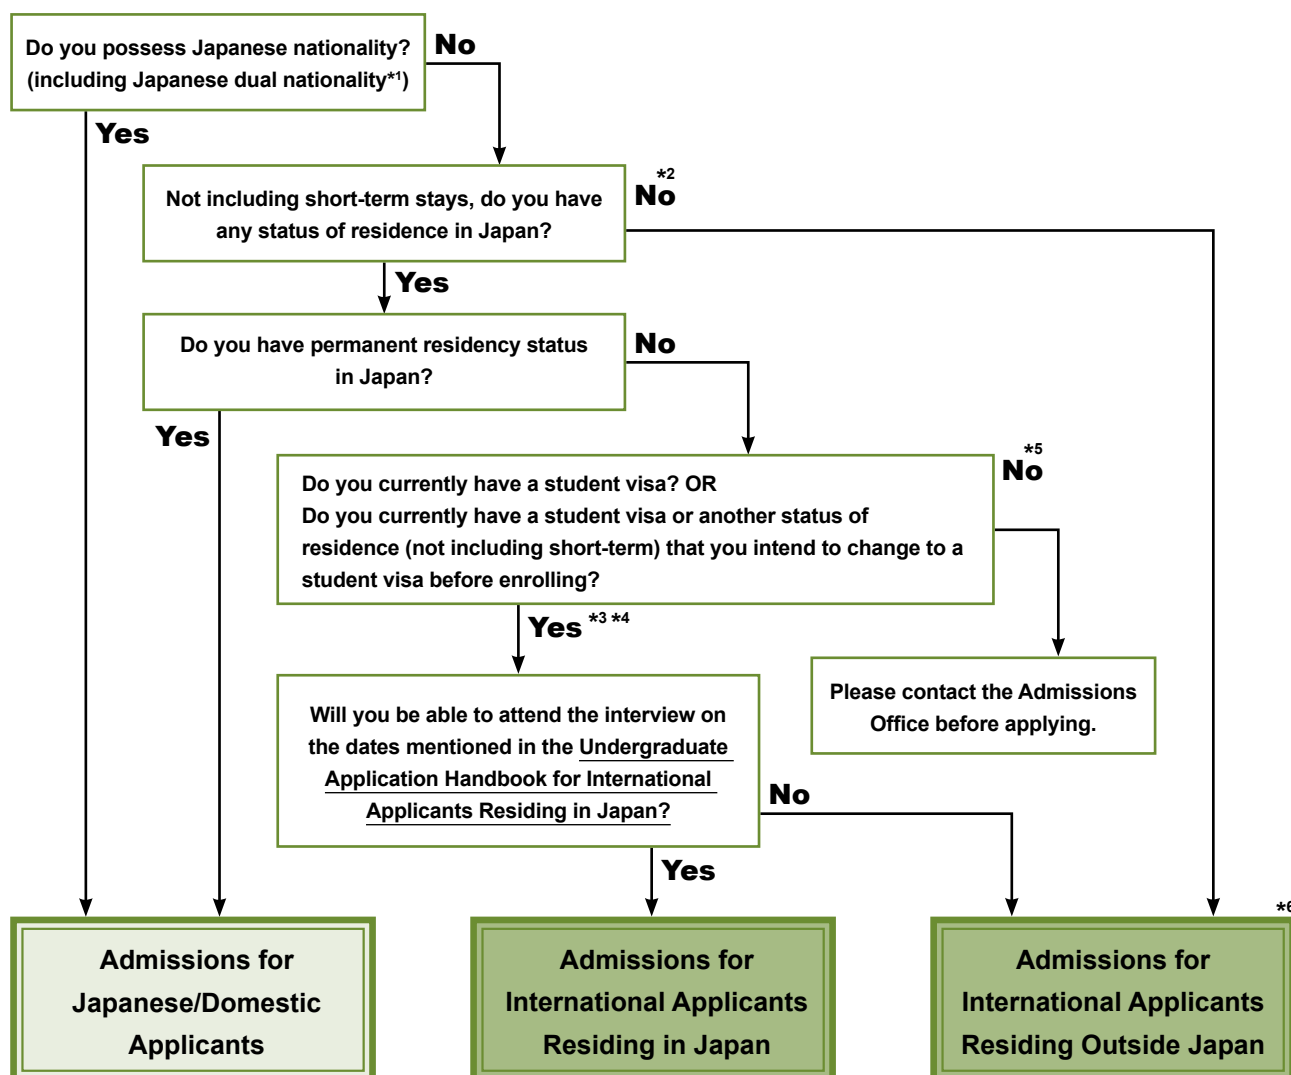 Do you possess Japanese nationality?
(including Japanese dual nationality*1)
No
Yes
Not including short-term stays, do you have
any status of residence in Japan?
*2
No
Yes
Do you have permanent residency status
in Japan?
No
Yes
Do you currently have a student visa? OR
Do you currently have a student visa or another status of
residence (not including short-term) that you intend to change to a
student visa before enrolling?
*5
No
Yes *3 *4
Please contact the Admissions
Office before applying.
Will you be able to attend the interview on
the dates mentioned in the Undergraduate
Application Handbook for International
Applicants Residing in Japan?
No
Yes
Admissions for
Japanese/Domestic
Applicants
Admissions for
International Applicants
Residing in Japan
*6
Admissions for
International Applicants
Residing Outside Japan